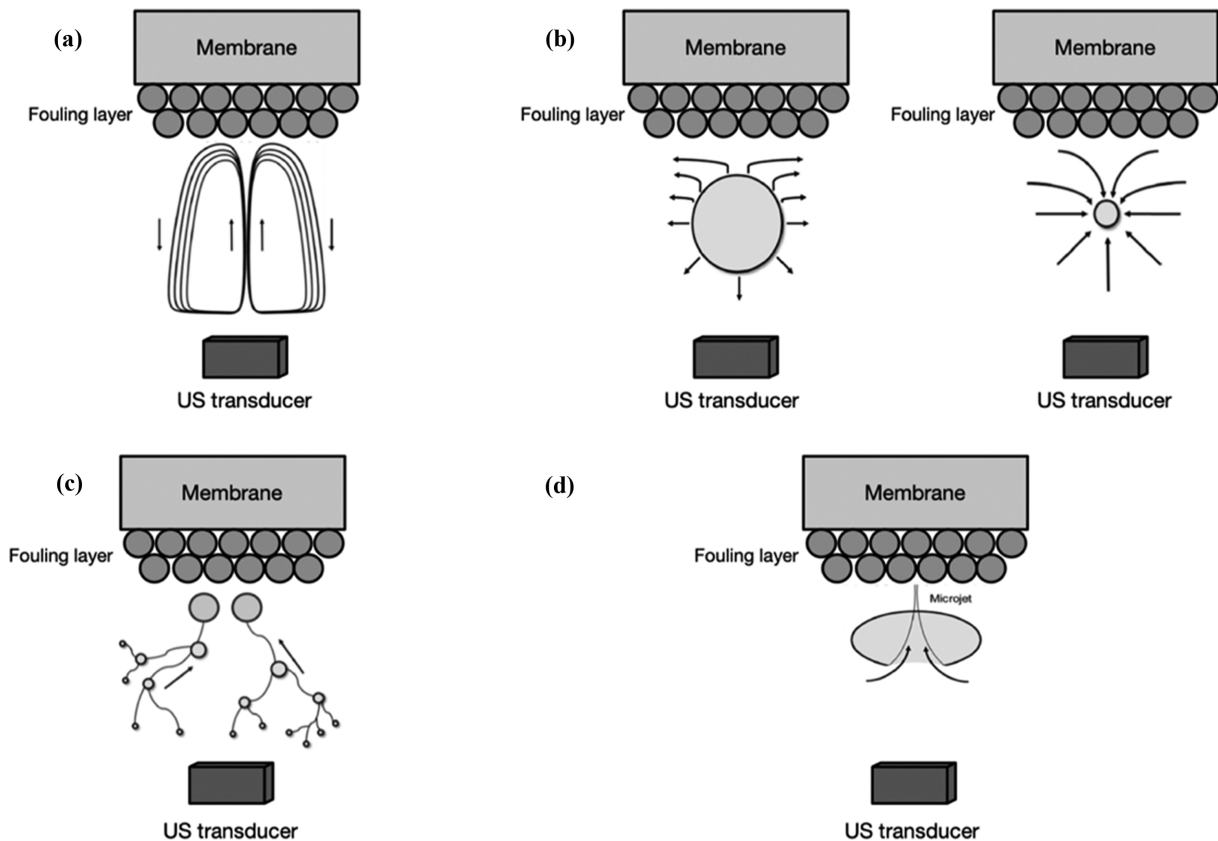 (a)
Membrane
Fouling layer
US transducer
(b)
Membrane
Fouling layer
US transducer
Membrane
Fouling layer
US transducer
(c)
Membrane
Fouling layer
US transducer
(d)
Membrane
Fouling layer
Microjet
US transducer